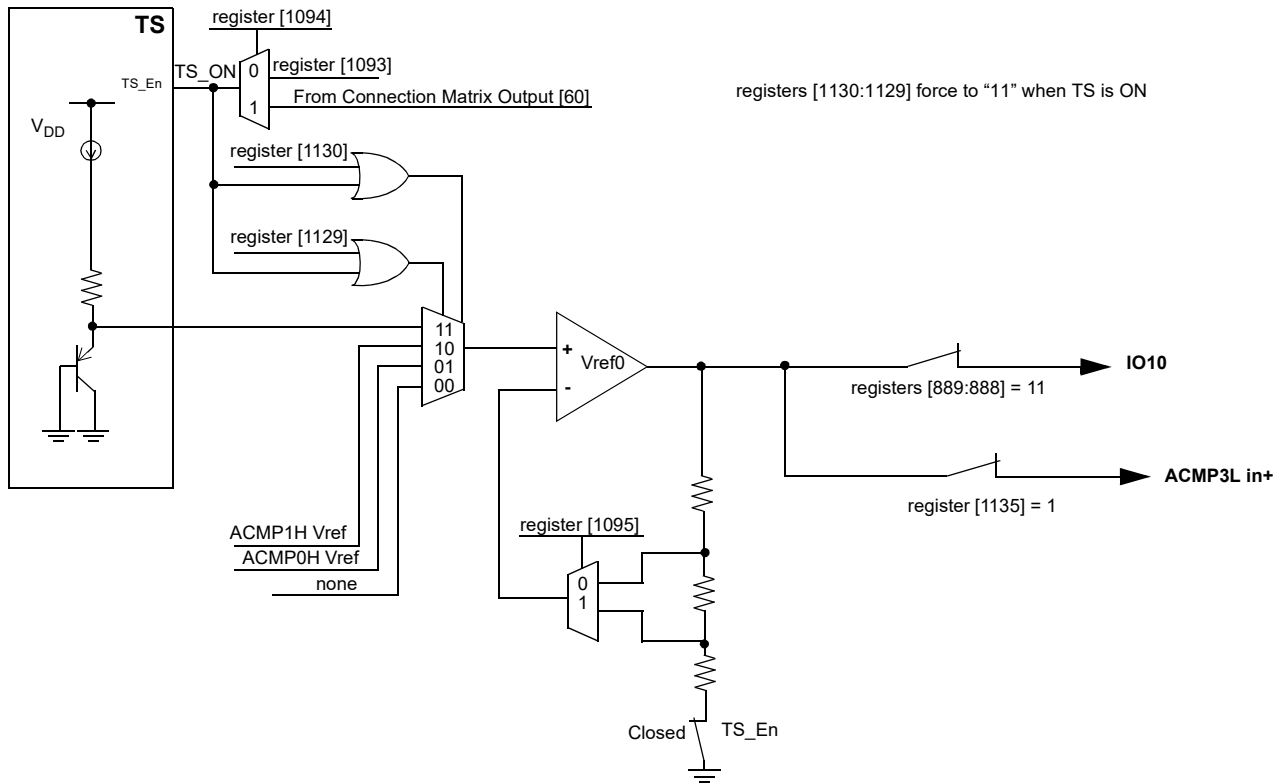 TS
register [1094]
TS_En
TS_ON
0
1
register [1093]
From Connection Matrix Output [60]
registers [1130:1129] force to “11” when TS is ON
VDD
register [1130]
register [1129]
11
10
01
00
+
-
Vref0
IO10
registers [889:888] = 11
ACMP3L in+
register [1135] = 1
ACMP1H Vref
ACMP0H Vref
none
register [1095]
0
1
Closed
TS_En